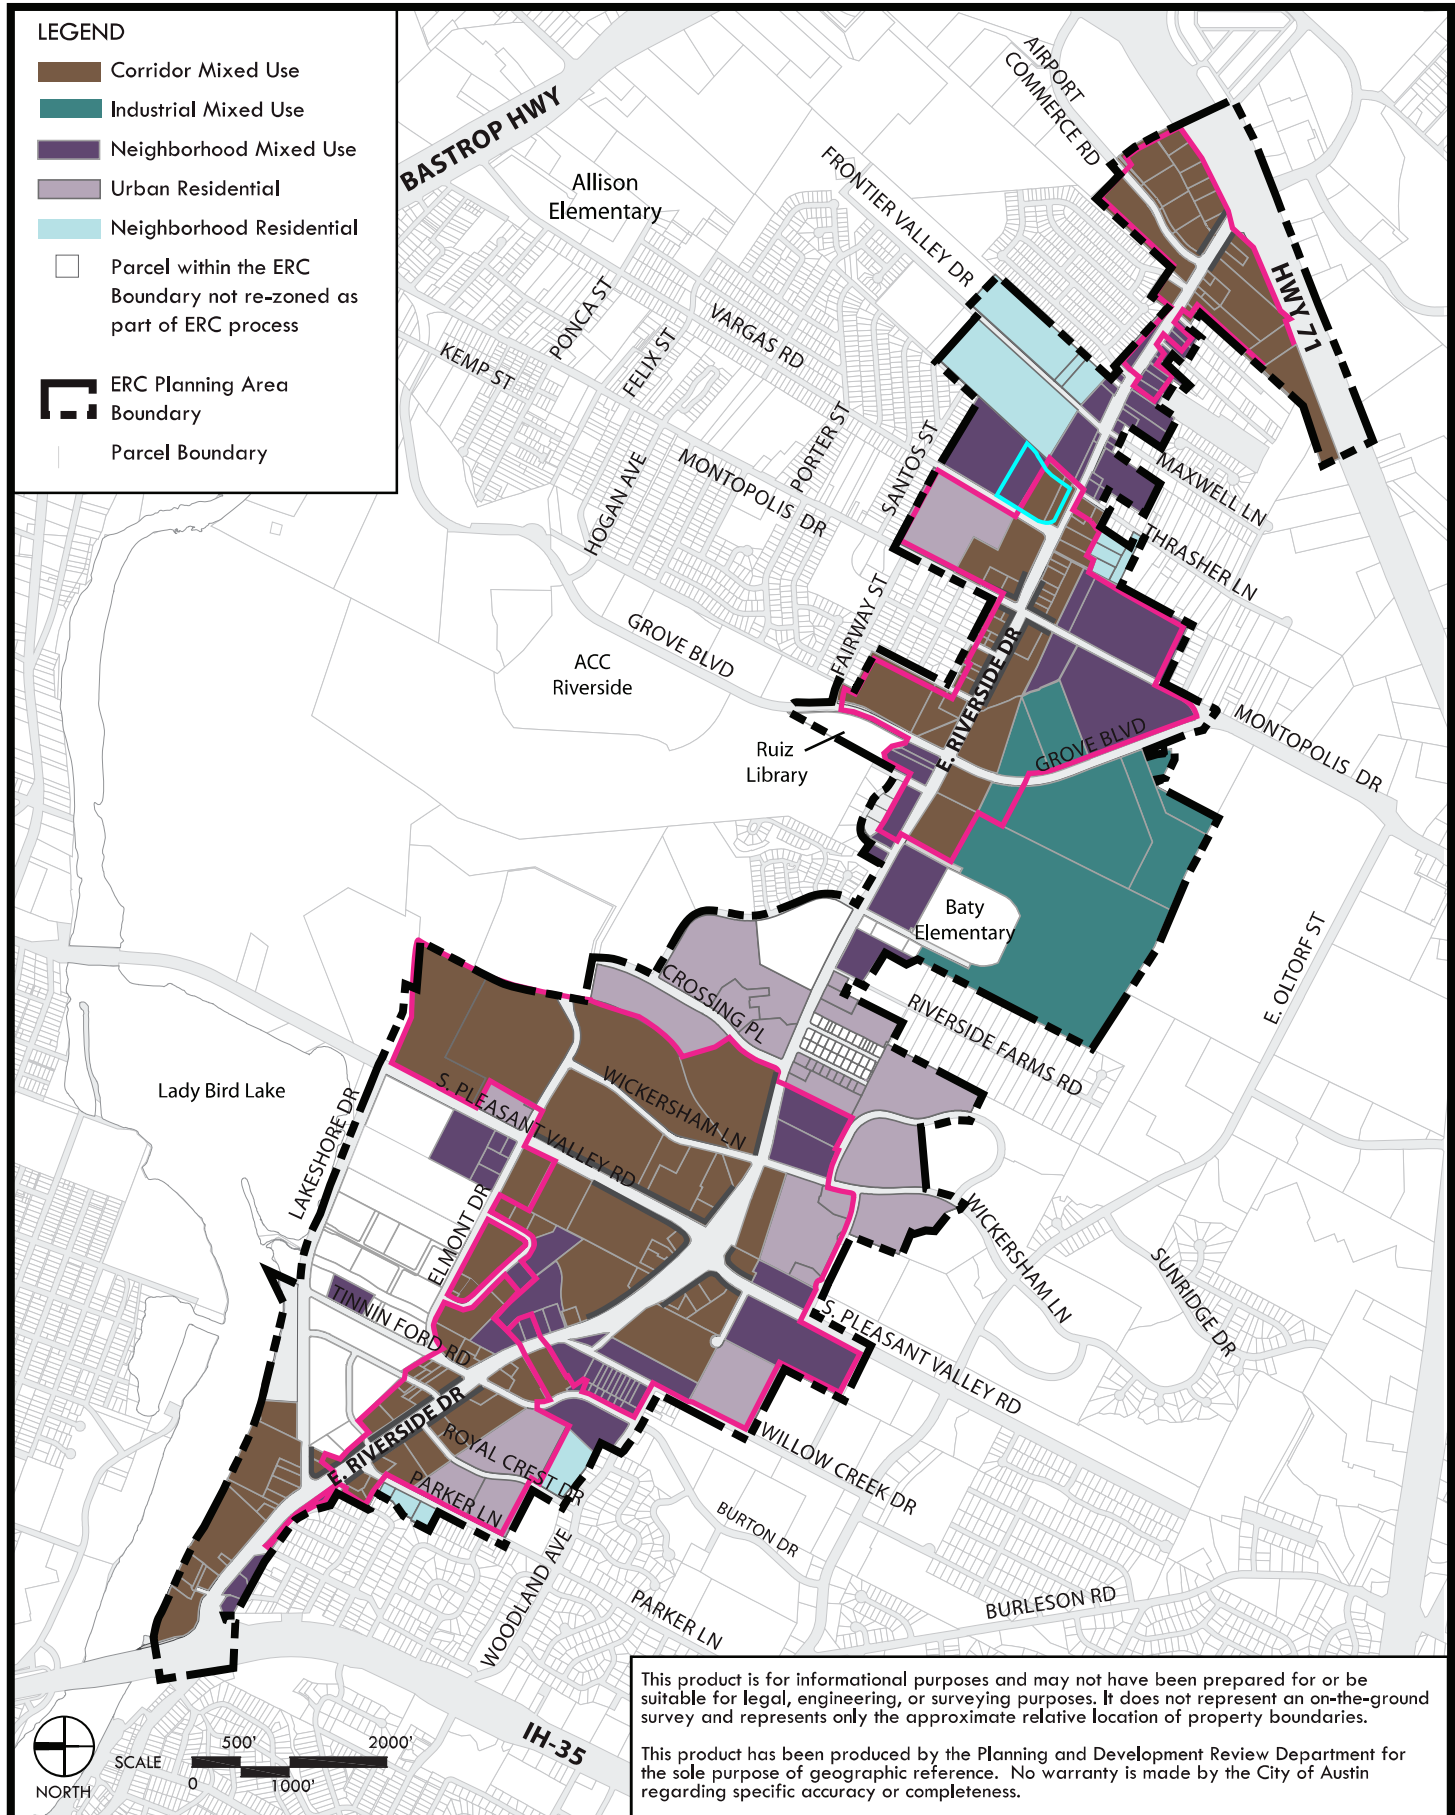 LEGEND
Corridor Mixed Use
Industrial Mixed Use
Neighborhood Mixed Use
Urban Residential
Neighborhood Residential
Parcel within the ERC
Boundary not re-zoned as
part of ERC process
ERC Planning Area
Boundary
Parcel Boundary
BASTROP HWY
AIRPORT
COMMERCE RD
Allison
Elementary
FRONTIER VALLEY DR
HWY 71
PONCA ST
VARGAS RD
KEMP ST
FELIX ST
PORTER ST
SANTOS ST
MONTOPOLIS DR
HOGAN AVE
MAXWELL LN
THRASHER LN
FAIRWAY ST
GROVE BLVD
ACC
Riverside
E. RIVERSIDE DR
Ruiz
Library
GROVE BLVD
MONTOPOLIS DR
Baty
Elementary
E. OLTORF ST
CROSSING PL
RIVERSIDE FARMS RD
Lady Bird Lake
LAKESHORE DR
S. PLEASANT VALLEY RD
WICKERSHAM LN
ELMONT DR
WICKERSHAM LN
SUNRIDGE DR
TINNIN FORD RD
S. PLEASANT VALLEY RD
E. RIVERSIDE DR
ROYAL CREST DR
PARKER LN
WILLOW CREEK DR
BURTON DR
WOODLAND AVE
PARKER LN
BURLESON RD
IH-35
NORTH
SCALE
500'
2000'
0
1000'
This product is for informational purposes and may not have been prepared for or be
suitable for legal, engineering, or surveying purposes. It does not represent an on-the-ground
survey and represents only the approximate relative location of property boundaries.
This product has been produced by the Planning and Development Review Department for
the sole purpose of geographic reference.  No warranty is made by the City of Austin
regarding specific accuracy or completeness.